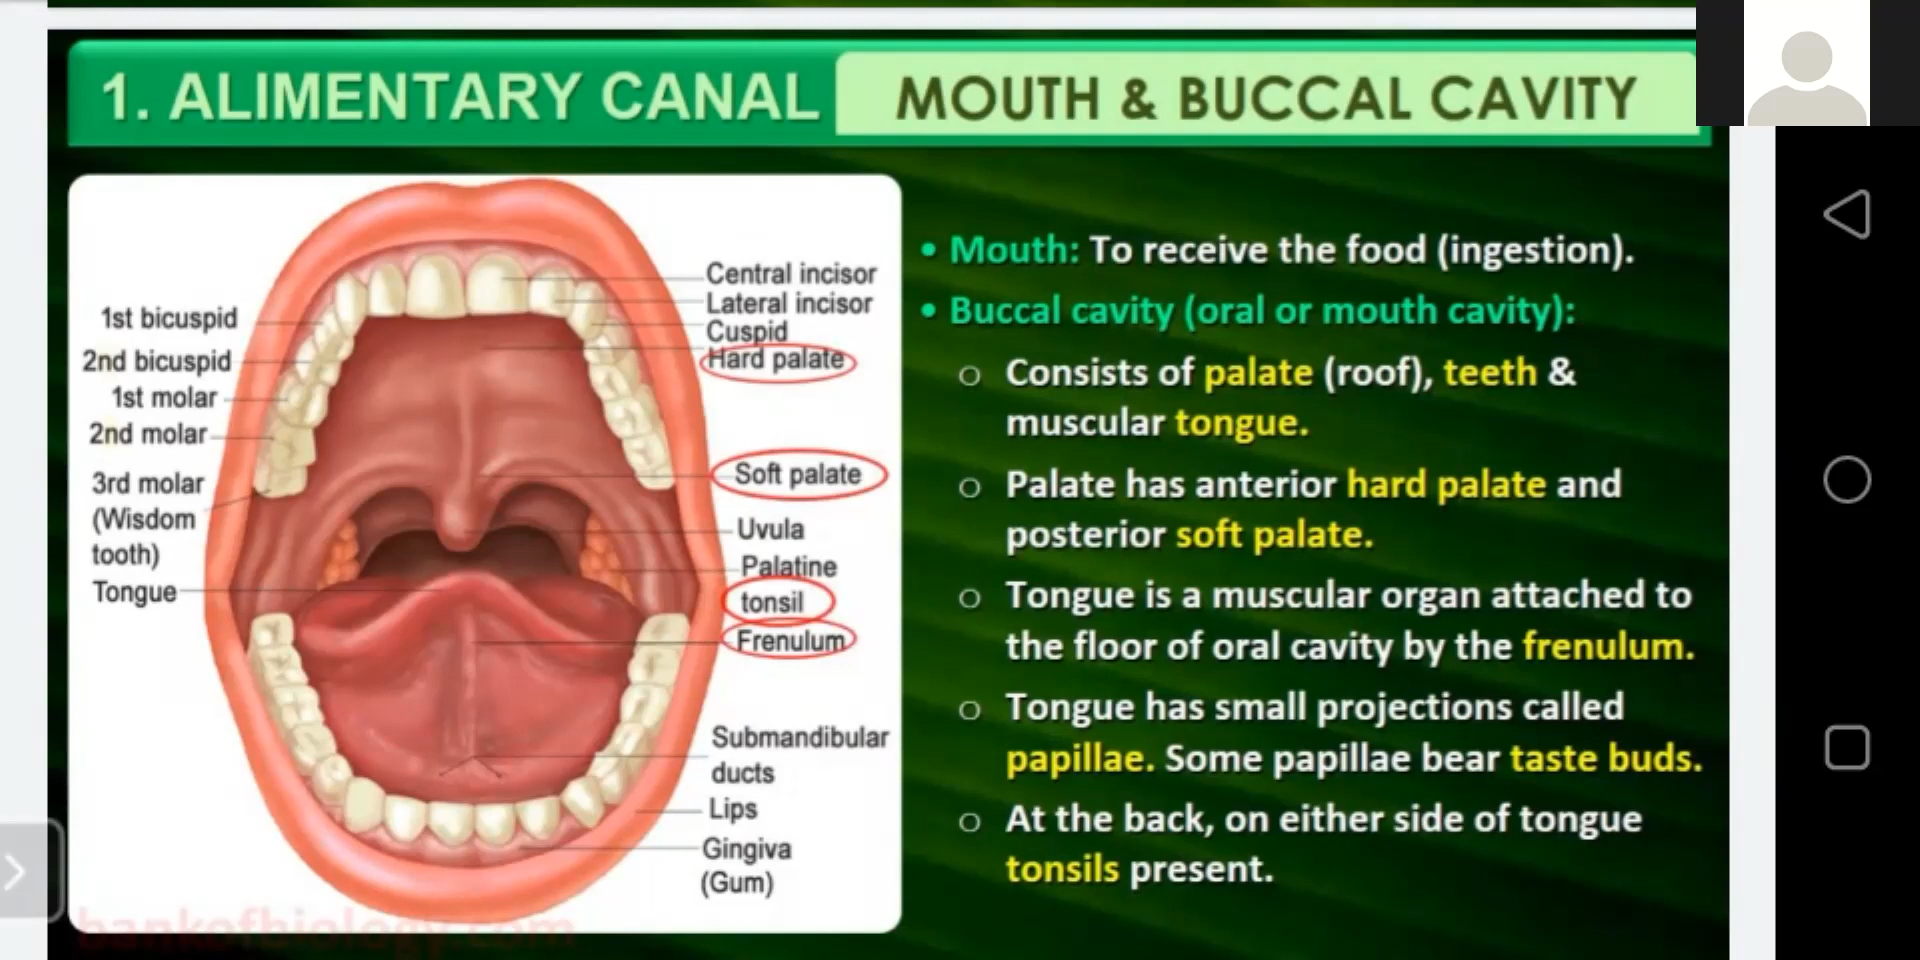 1. ALIMENTARY CANAL
MOUTH & BUCCAL CAVITY
1st bicuspid
2nd bicuspid
1st molar
2nd molar
3rd molar
(Wisdom
tooth)
Tongue
Central incisor
Lateral incisor
Cuspid
Hard palate
Soft palate
Uvula
Palatine
tonsil
Frenulum
Submandibular
ducts
Lips
Gingiva
(Gum)
bankofbiology.com
• Mouth: To receive the food (ingestion).
• Buccal cavity (oral or mouth cavity):
o Consists of palate (roof), teeth &
muscular tongue.
o Palate has anterior hard palate and
posterior soft palate.
o Tongue is a muscular organ attached to
the floor of oral cavity by the frenulum.
o Tongue has small projections called
papillae. Some papillae bear taste buds.
o At the back, on either side of tongue
tonsils present.